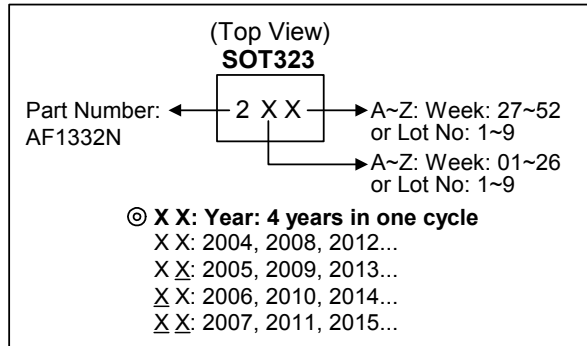 (Top View)
SOT323
Part Number: 2 X X A~Z: Week: 27~52
AF1332N or Lot No: 1~9
A~Z: Week: 01~26
or Lot No: 1~9
◎ X X: Year: 4 years in one cycle
X X: 2004, 2008, 2012...
X X: 2005, 2009, 2013...
X X: 2006, 2010, 2014...
X X: 2007, 2011, 2015...